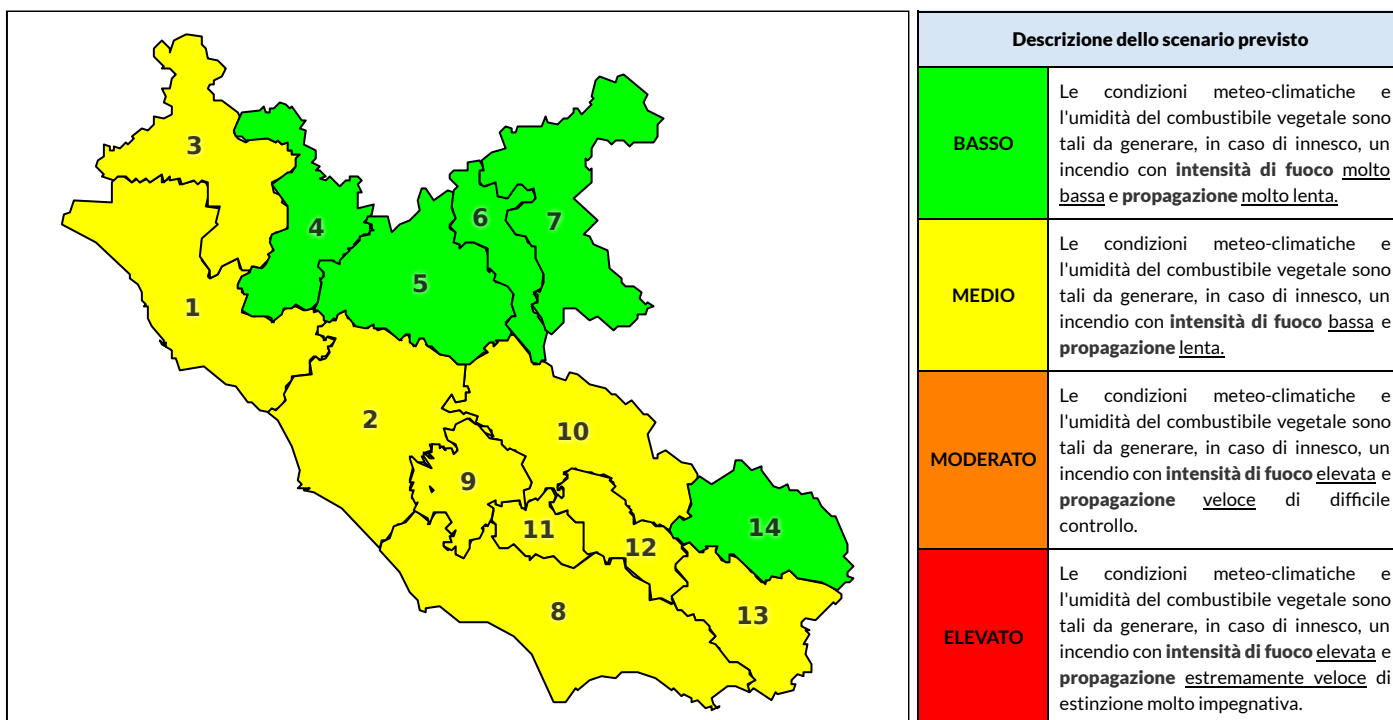 3
4
6
7
5
1
2
10
9
11
12
14
8
13
Descrizione dello scenario previsto
BASSO
Le condizioni meteo-climatiche e
l'umidità del combustibile vegetale sono
tali da generare, in caso di innesco, un
incendio con intensità di fuoco molto
bassa e propagazione molto lenta.
MEDIO
Le condizioni meteo-climatiche e
l'umidità del combustibile vegetale sono
tali da generare, in caso di innesco, un
incendio con intensità di fuoco bassa e
propagazione lenta.
MODERATO
Le condizioni meteo-climatiche e
l'umidità del combustibile vegetale sono
tali da generare, in caso di innesco, un
incendio con intensità di fuoco elevata e
propagazione veloce di difficile
controllo.
ELEVATO
Le condizioni meteo-climatiche e
l'umidità del combustibile vegetale sono
tali da generare, in caso di innesco, un
incendio con intensità di fuoco elevata e
propagazione estremamente veloce di
estinzione molto impegnativa.